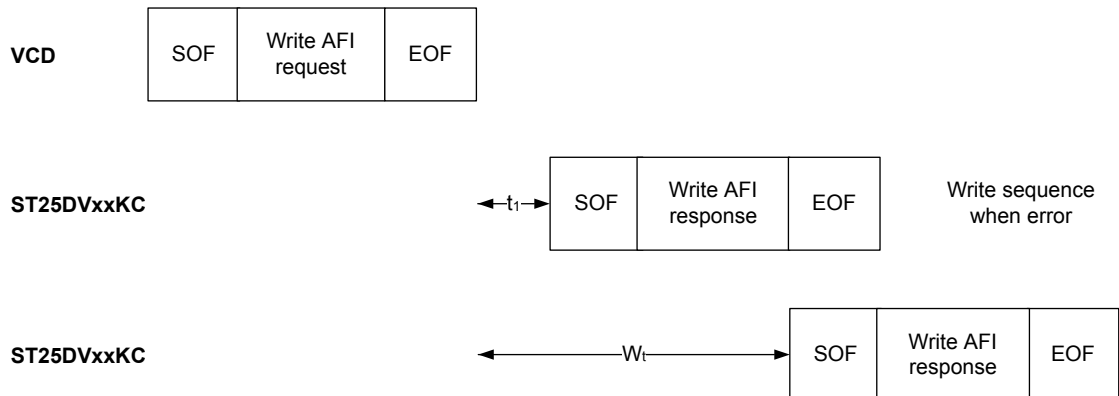 VCD
SOF
Write AFI
request
EOF
ST25DVxxKC
t1
SOF
Write AFI
response
EOF
Write sequence
when error
ST25DVxxKC
Wt
SOF
Write AFI
response
EOF